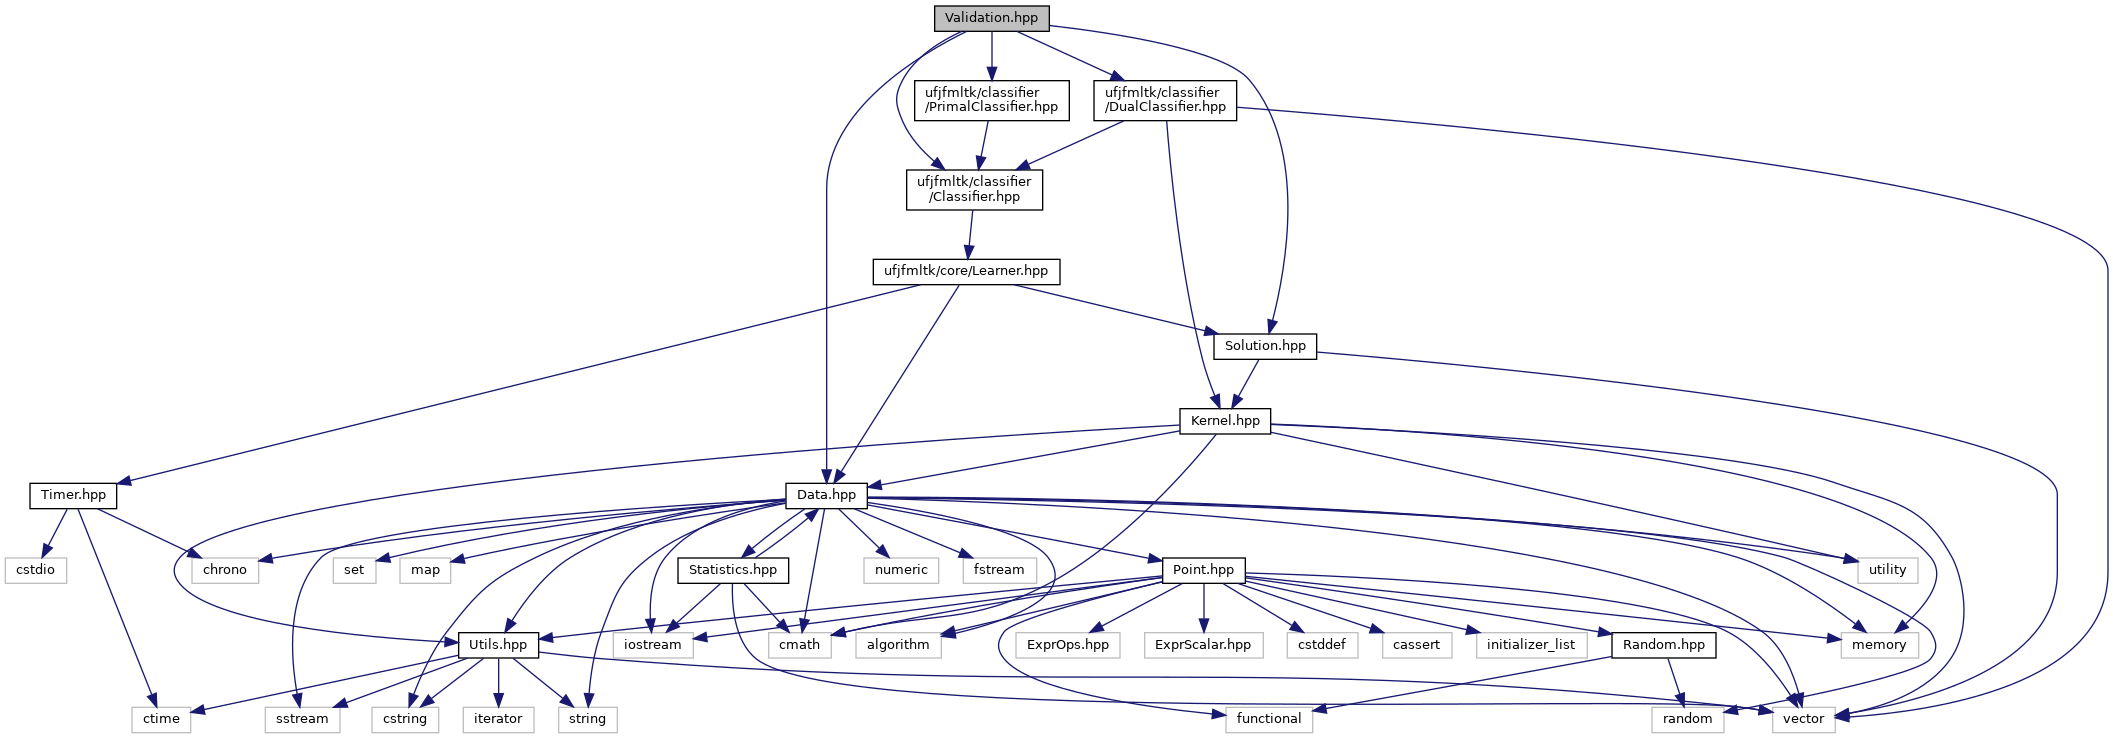 Validation.hpp
ufjfmltk/classifier
/PrimalClassifier.hpp
ufjfmltk/classifier
/DualClassifier.hpp
ufjfmltk/classifier
/Classifier.hpp
ufjfmltk/core/Learner.hpp
Solution.hpp
Kernel.hpp
Timer.hpp
Data.hpp
cstdio
chrono
set
map
Statistics.hpp
numeric
fstream
Point.hpp
utility
Utils.hpp
iostream
cmath
algorithm
ExprOps.hpp
ExprScalar.hpp
cstddef
cassert
initializer_list
Random.hpp
memory
ctime
sstream
cstring
iterator
string
functional
random
vector